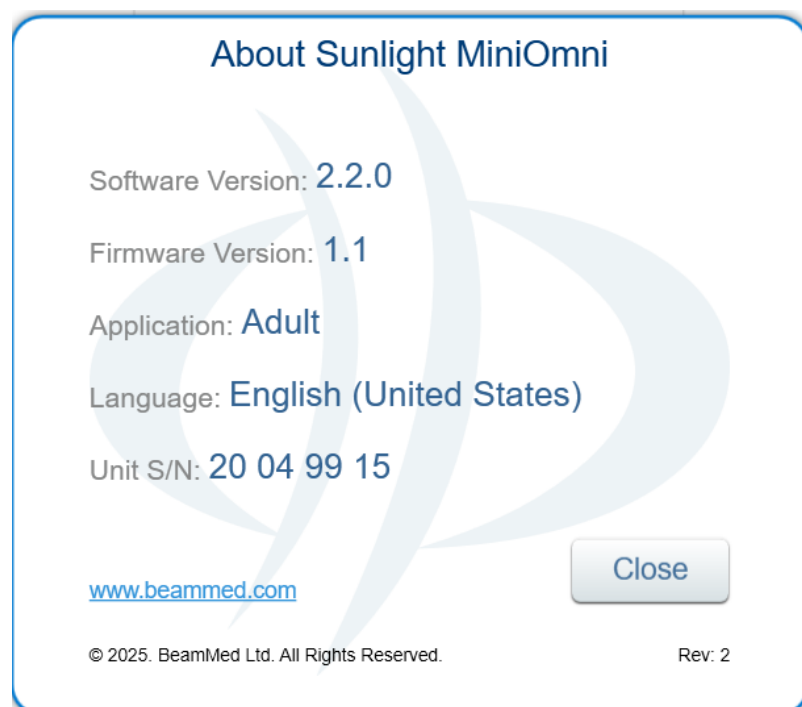 About Sunlight MiniOmni
Software Version: 2.2.0
Firmware Version: 1.1
Application: Adult
Language: English (United States)
Unit S/N: 20 04 99 15
Close
www.beammed.com
© 2025. BeamMed Ltd. All Rights Reserved.
Rev: 2